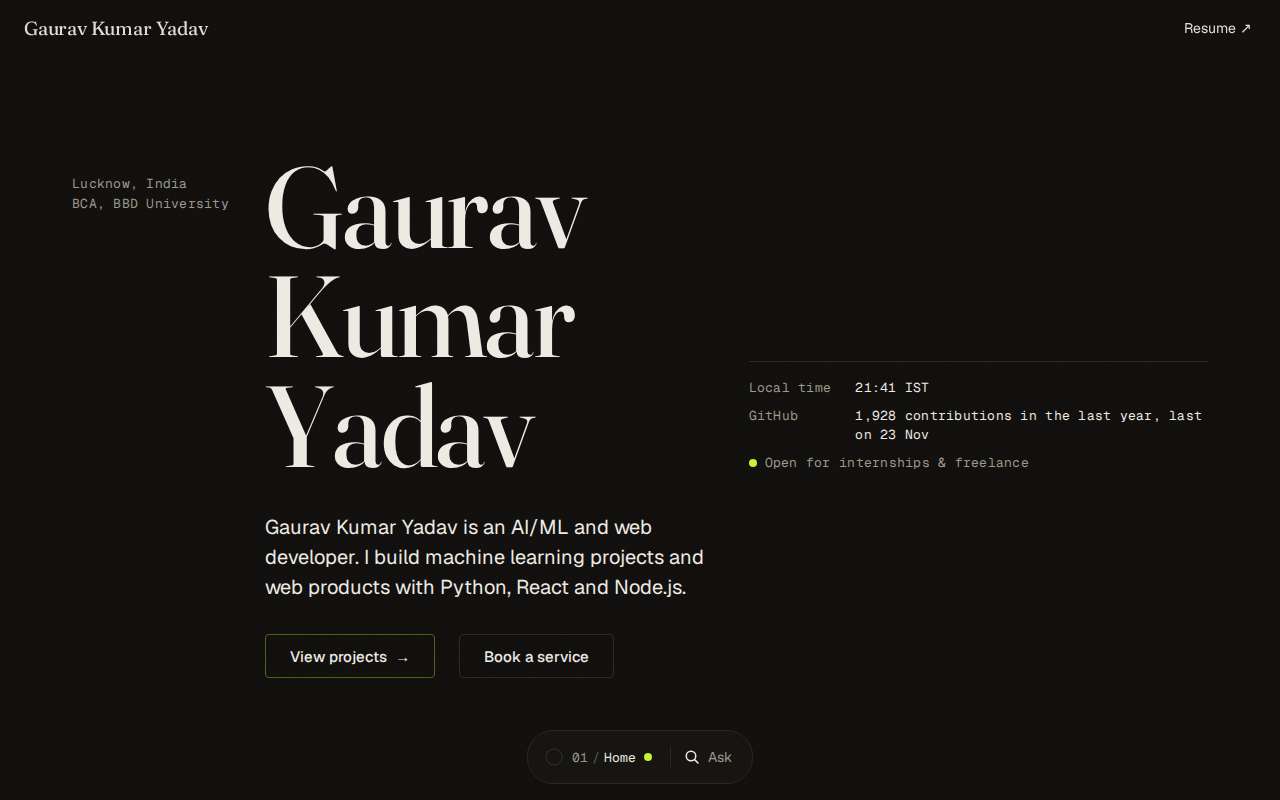 Gaurav Kumar Yadav
Resume ↗
Lucknow, India
BCA, BBD University
Gaurav
Kumar
Yadav
Local time 21:41 IST
GitHub 1,928 contributions in the last year, last
on 23 Nov
Open for internships & freelance
Gaurav Kumar Yadav is an AI/ML and web
developer. I build machine learning projects and
web products with Python, React and Node.js.
View projects →
Book a service
01 / Home
Ask